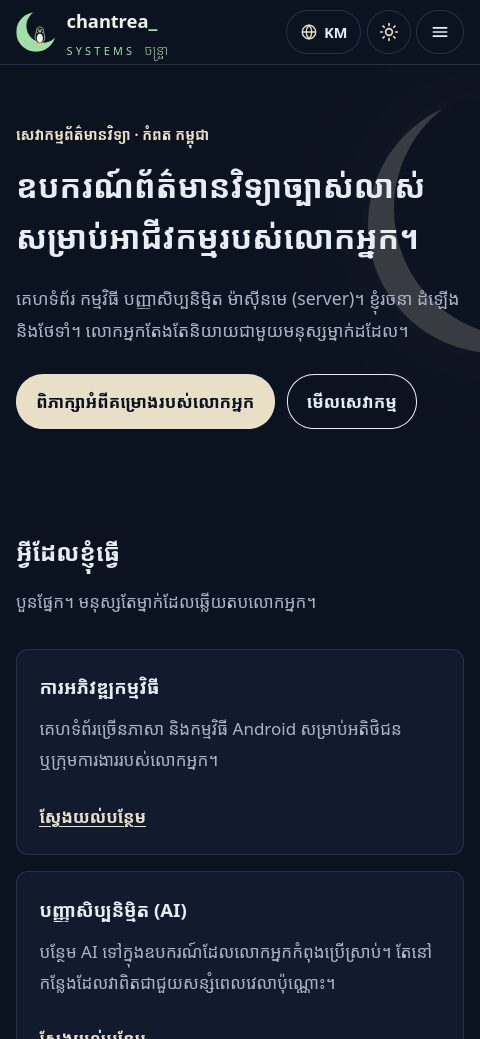 chantrea_
SYSTEMS ចន្ទ្រា
KM
សេវាកម្មព័ត៌មានវិទ្យា · កំពត កម្ពុជា
ឧបករណ៍ព័ត៌មានវិទ្យាច្បាស់លាស់
សម្រាប់អាជីវកម្មរបស់លោកអ្នក។
គេហទំព័រ កម្មវិធី បញ្ញាសិប្បនិម្មិត ម៉ាស៊ីនមេ (server)។ ខ្ញុំរចនា ដំឡើង
និងថែទាំ។ លោកអ្នកតែងតែនិយាយជាមួយមនុស្សម្នាក់ដដែល។
ពិភាក្សាអំពីគម្រោងរបស់លោកអ្នក
មើលសេវាកម្ម
អ្វីដែលខ្ញុំធ្វើ
បួនផ្នែក។ មនុស្សតែម្នាក់ដែលឆ្លើយតបលោកអ្នក។
ការអភិវឌ្ឍកម្មវិធី
គេហទំព័រច្រើនភាសា និងកម្មវិធី Android សម្រាប់អតិថិជន
ឬក្រុមការងាររបស់លោកអ្នក។
ស្វែងយល់បន្ថែម
បញ្ញាសិប្បនិម្មិត (AI)
បន្ថែម AI ទៅក្នុងឧបករណ៍ដែលលោកអ្នកកំពុងប្រើស្រាប់។ តែនៅ
កន្លែងដែលវាពិតជាជួយសន្សំពេលវេលាប៉ុណ្ណោះ។
ស្វែងយល់បន្ថែម